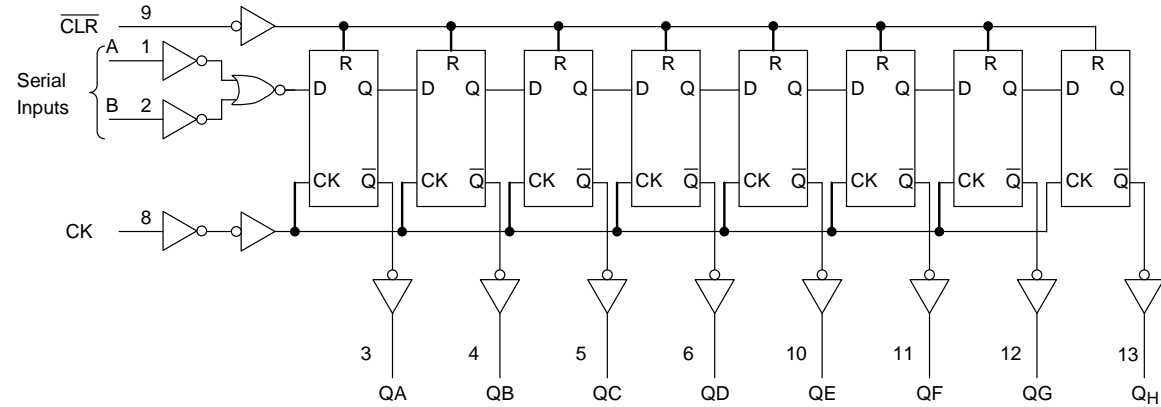 C̅L̅R̅ 9
A 1
Serial
Inputs
B 2
R R R R R R R R
D Q D Q D Q D Q D Q D Q D Q D Q
CK Q̅ CK Q̅ CK Q̅ CK Q̅ CK Q̅ CK Q̅ CK Q̅ CK Q̅
CK 8
3 4 5 6 10 11 12 13
QA QB QC QD QE QF QG QH